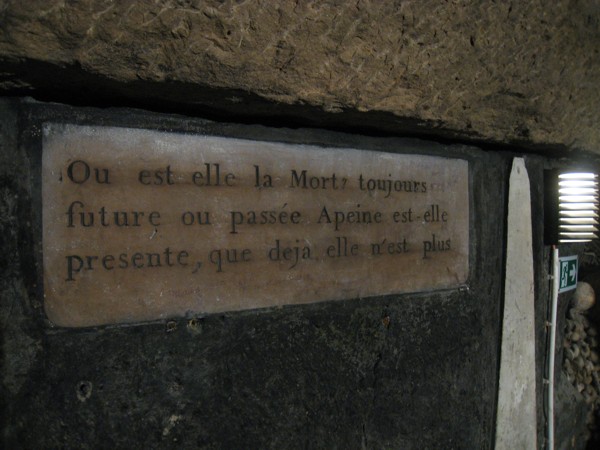 Ou est elle la Mort? toujours
future ou passée Apeine est-elle
presente, que deja elle n'est plus